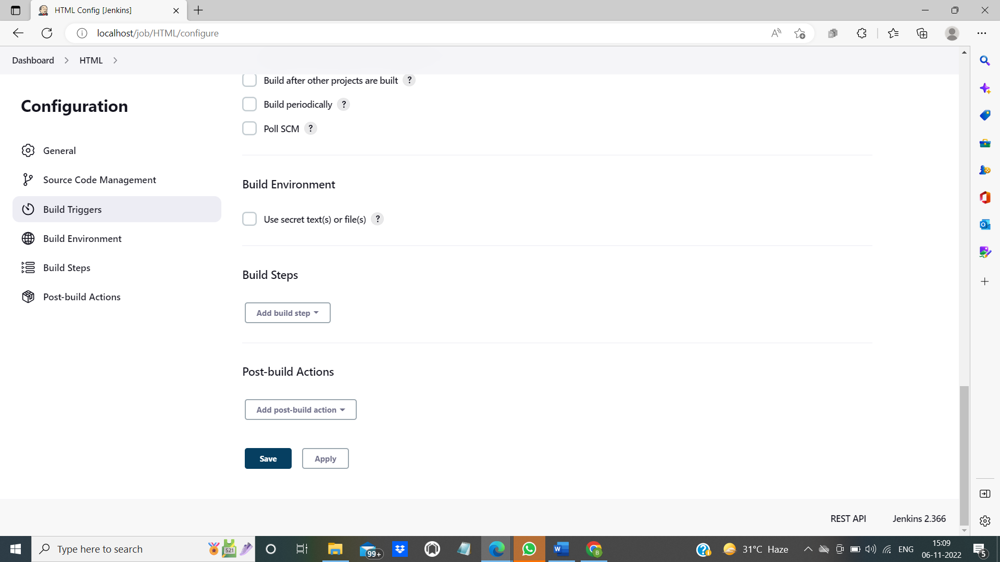 HTML Config [Jenkins]
localhost/job/HTML/configure
Dashboard HTML
Configuration
General
Source Code Management
Build Triggers
Build Environment
Build Steps
Post-build Actions
Build after other projects are built ?
Build periodically ?
Poll SCM ?
Build Environment
Use secret text(s) or file(s) ?
Build Steps
Add build step
Post-build Actions
Add post-build action
Save Apply
REST API Jenkins 2.366
Type here to search
521
99+
W
B
31°C Haze
ENG
15:09
06-11-2022
5